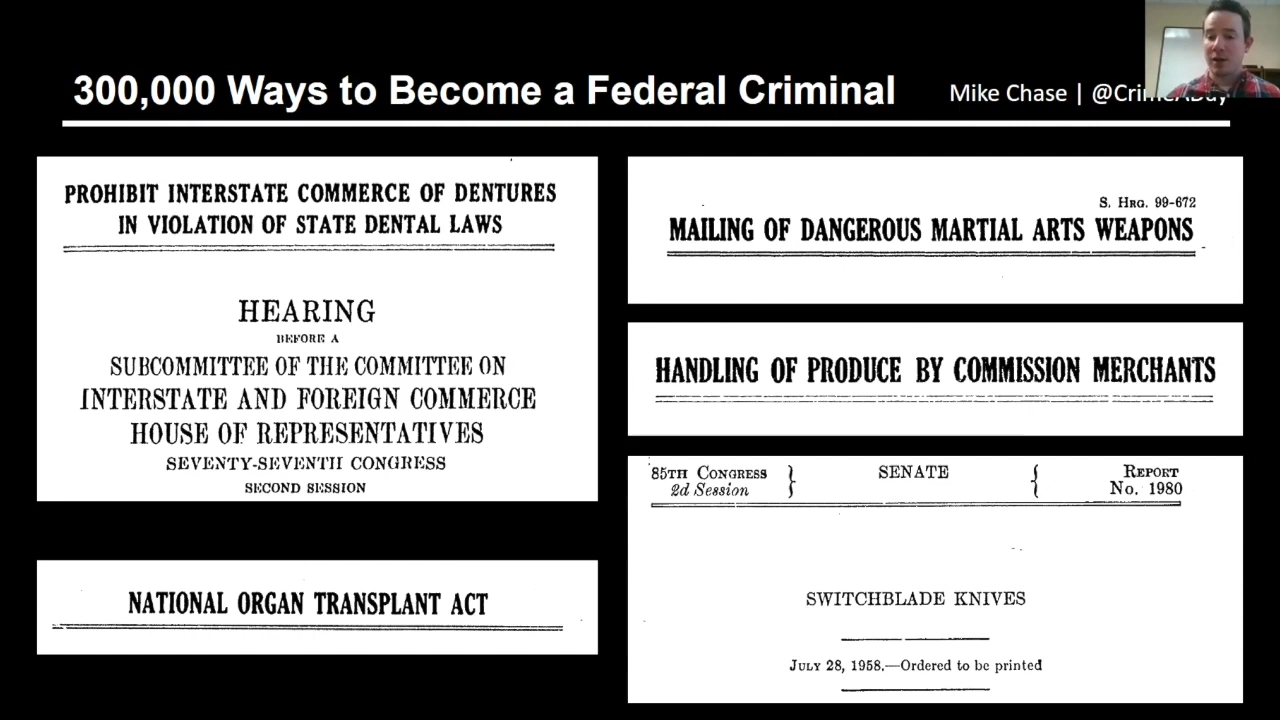 300,000 Ways to Become a Federal Criminal
Mike Chase |
PROHIBIT INTERSTATE COMMERCE OF DENTURES
IN VIOLATION OF STATE DENTAL LAWS
HEARING
BEFORE A
SUBCOMMITTEE OF THE COMMITTEE ON
INTERSTATE AND FOREIGN COMMERCE
HOUSE OF REPRESENTATIVES
SEVENTY-SEVENTH CONGRESS
SECOND SESSION
NATIONAL ORGAN TRANSPLANT ACT
S. HRG. 99-672
MAILING OF DANGEROUS MARTIAL ARTS WEAPONS
HANDLING OF PRODUCE BY COMMISSION MERCHANTS
85TH CONGRESS } SENATE { REPORT
2d Session No. 1980
SWITCHBLADE KNIVES
JULY 28, 1958.—Ordered to be printed